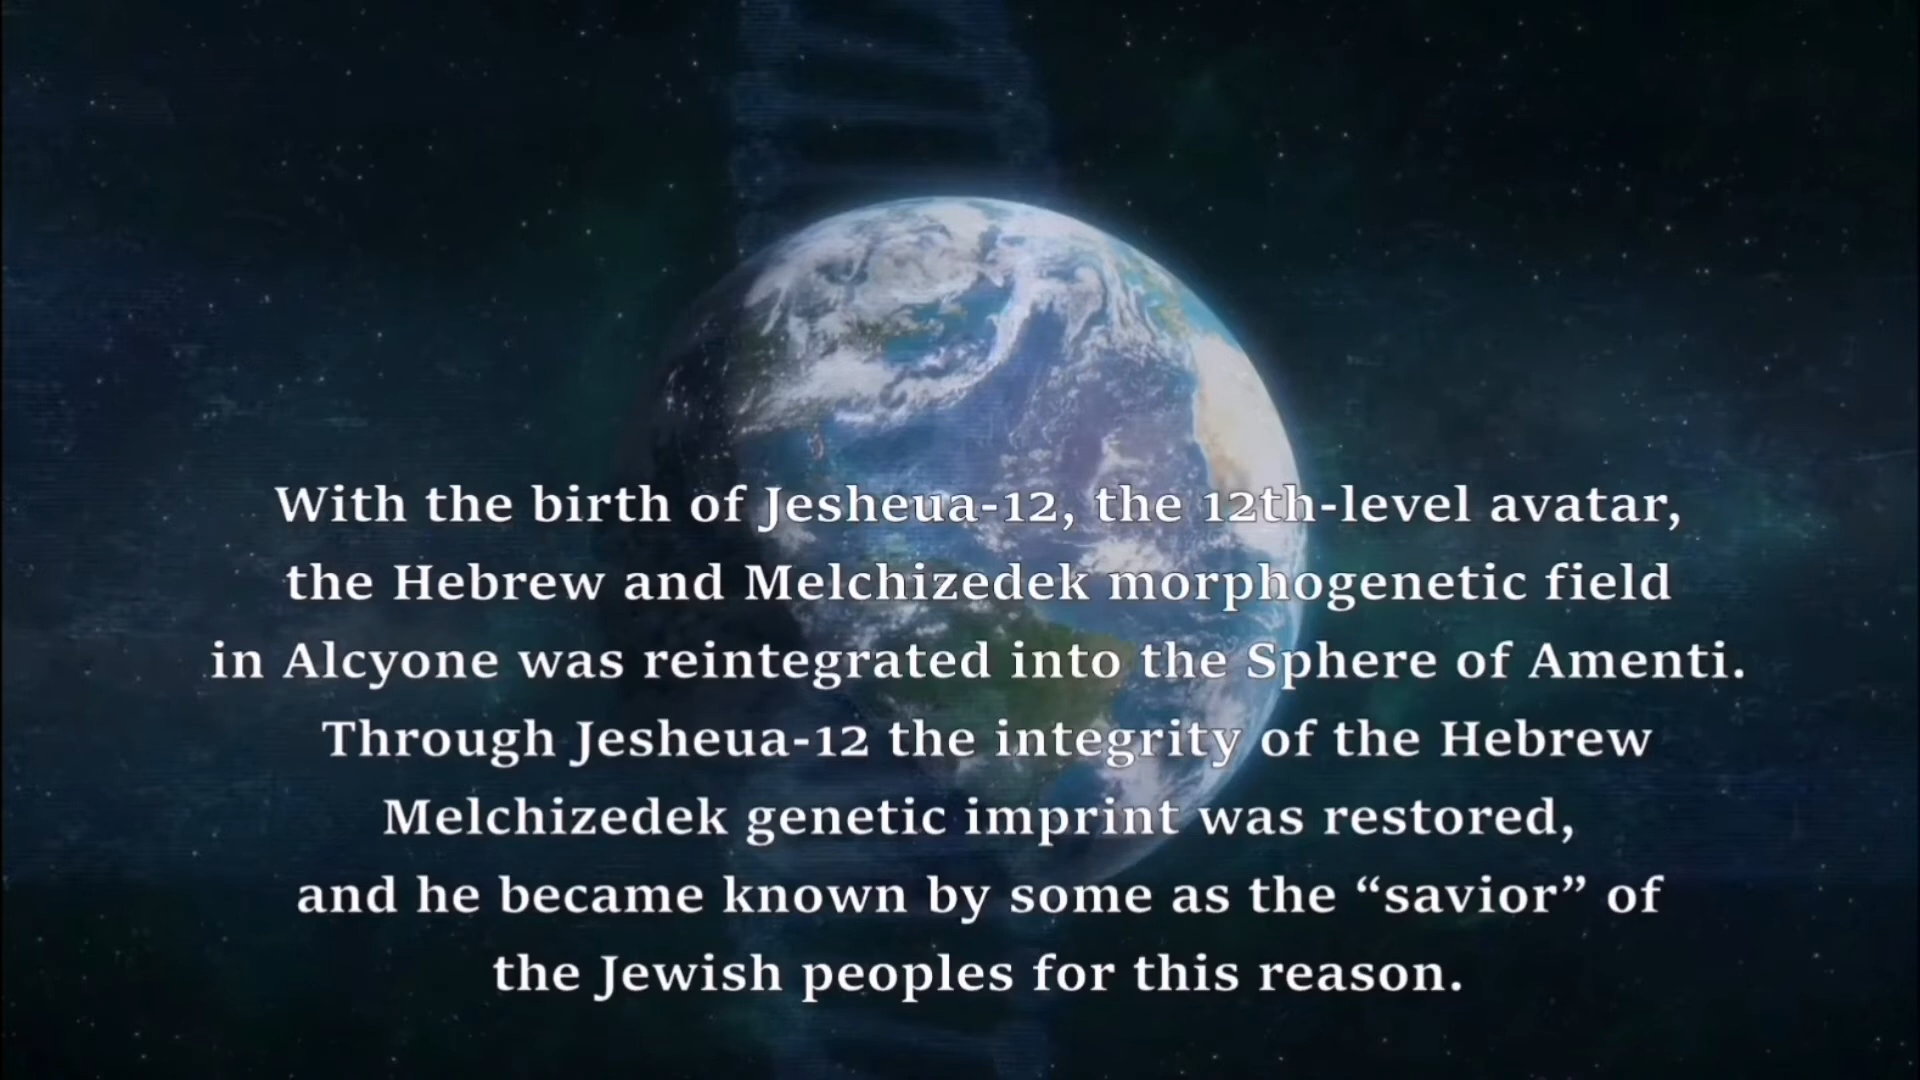 With the birth of Jesheua-12, the 12th-level avatar,
the Hebrew and Melchizedek morphogenetic field
in Alcyone was reintegrated into the Sphere of Amenti.
Through Jesheua-12 the integrity of the Hebrew
Melchizedek genetic imprint was restored,
and he became known by some as the “savior” of
the Jewish peoples for this reason.